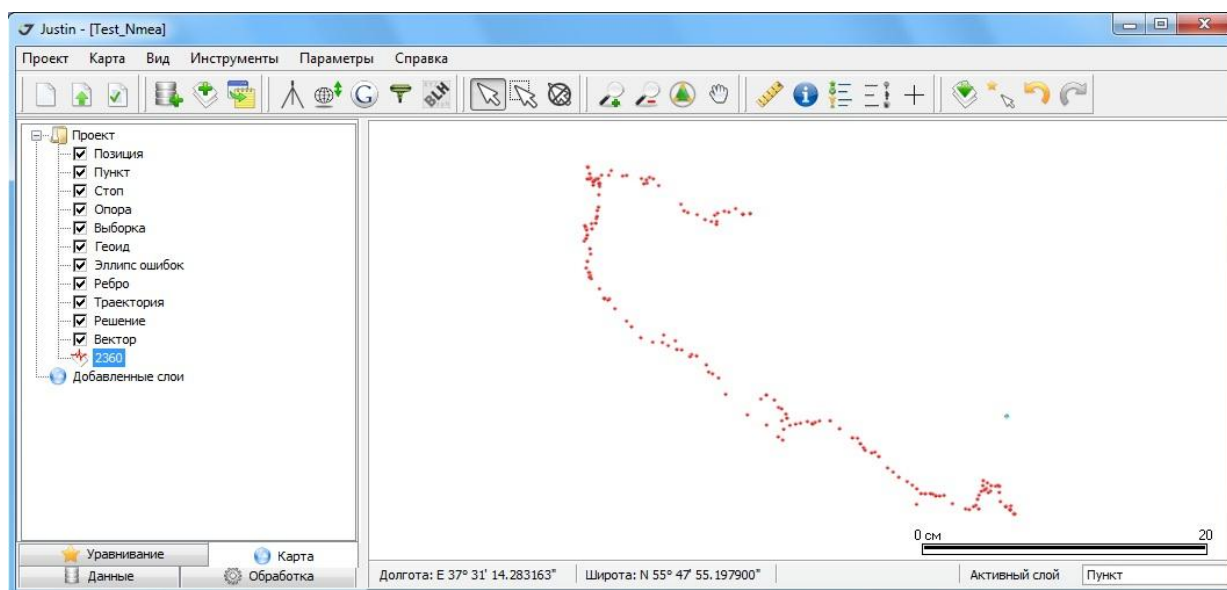 Justin - [Test_Nmea]
Проект Карта Вид Инструменты Параметры Справка
G BLH
Проект
Позиция
Пункт
Стоп
Опора
Выборка
Геоид
Эллипс ошибок
Ребро
Траектория
Решение
Вектор
2360
Добавленные слои
0 см 20
Уравнивание Карта
Данные Обработка
Долгота: E 37° 31' 14.283163" Широта: N 55° 47' 55.197900" Активный слой Пункт